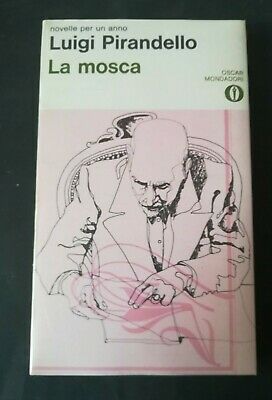 novelle per un anno
Luigi Pirandello
La mosca
OSCAR
MONDADORI